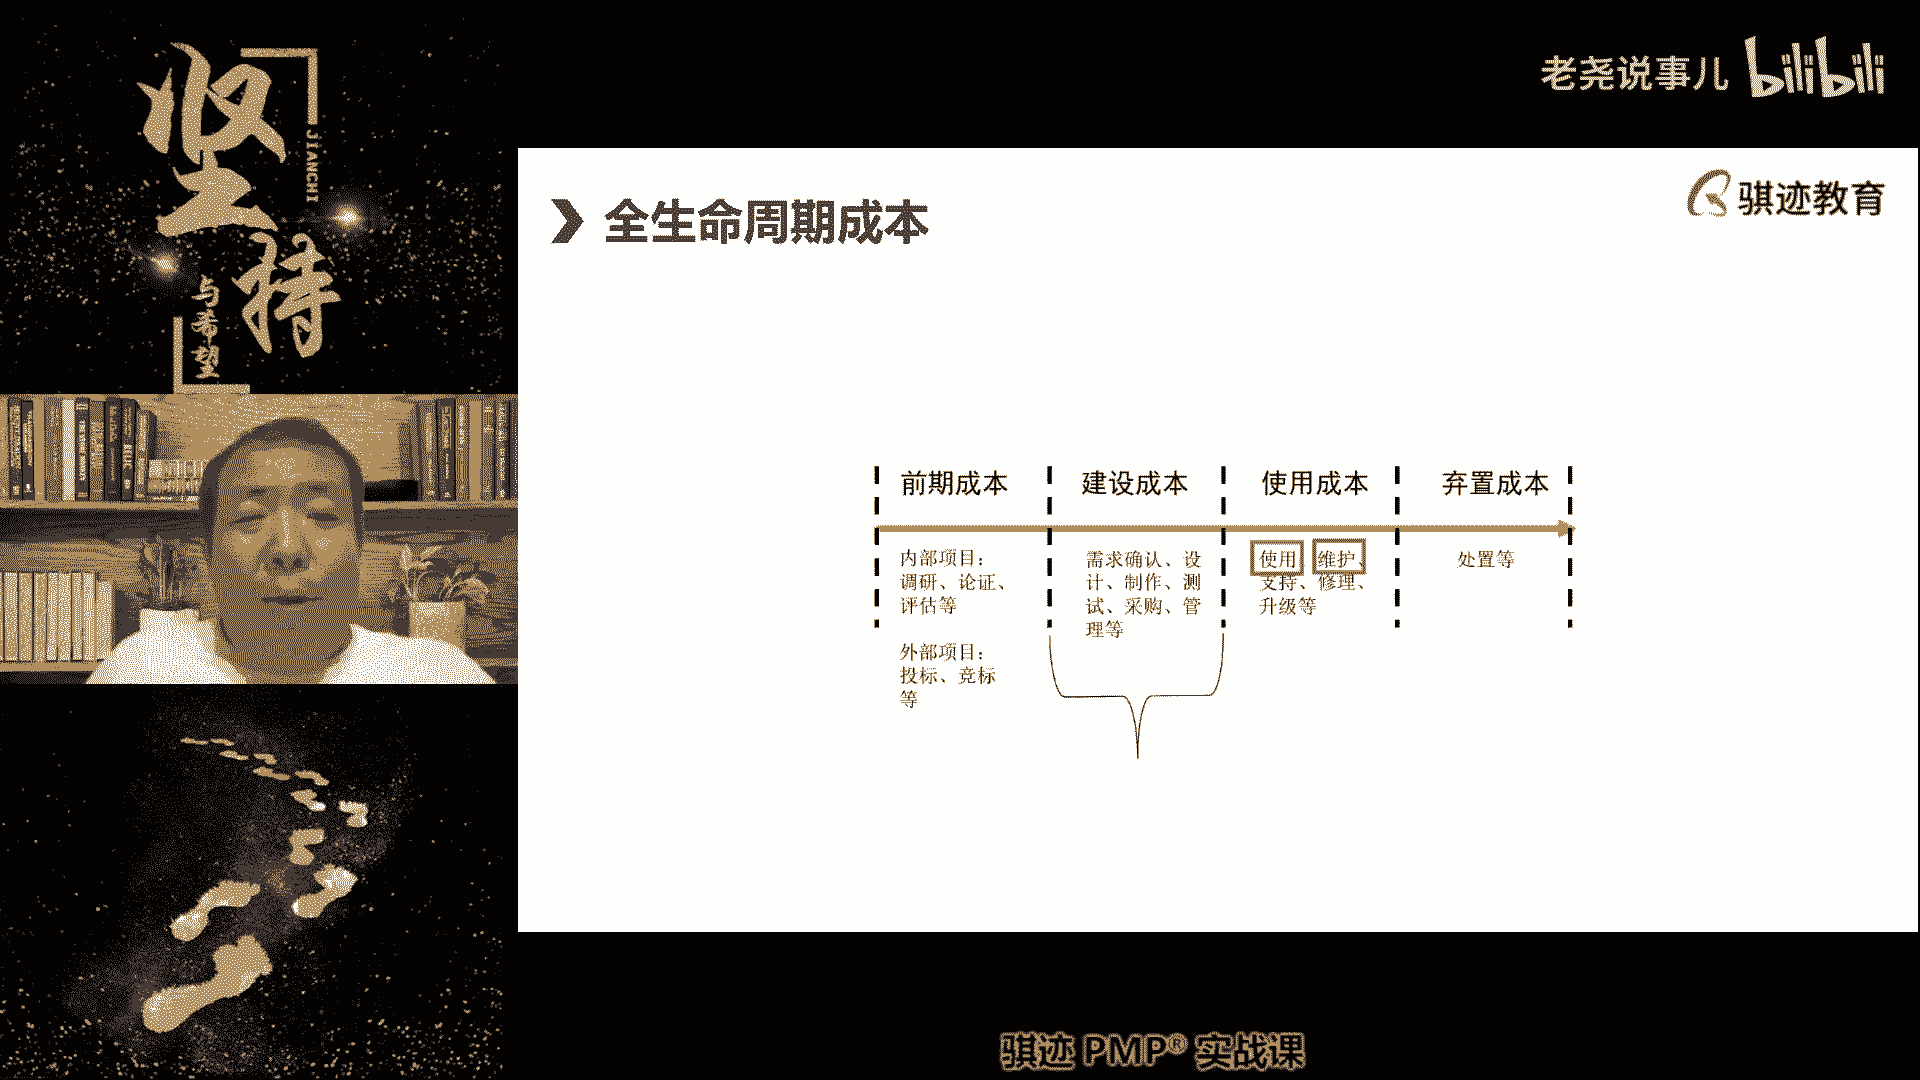 坚持
JIANCHI
与希望
老尧说事儿 bilibili
骐迹教育
全生命周期成本
前期成本
建设成本
使用成本
弃置成本
内部项目：
调研、论证、
评估等
外部项目：
投标、竞标
等
需求确认、设
计、制作、测
试、采购、管
理等
使用、维护、
支持、修理、
升级等
处置等
骐迹 PMP® 实战课